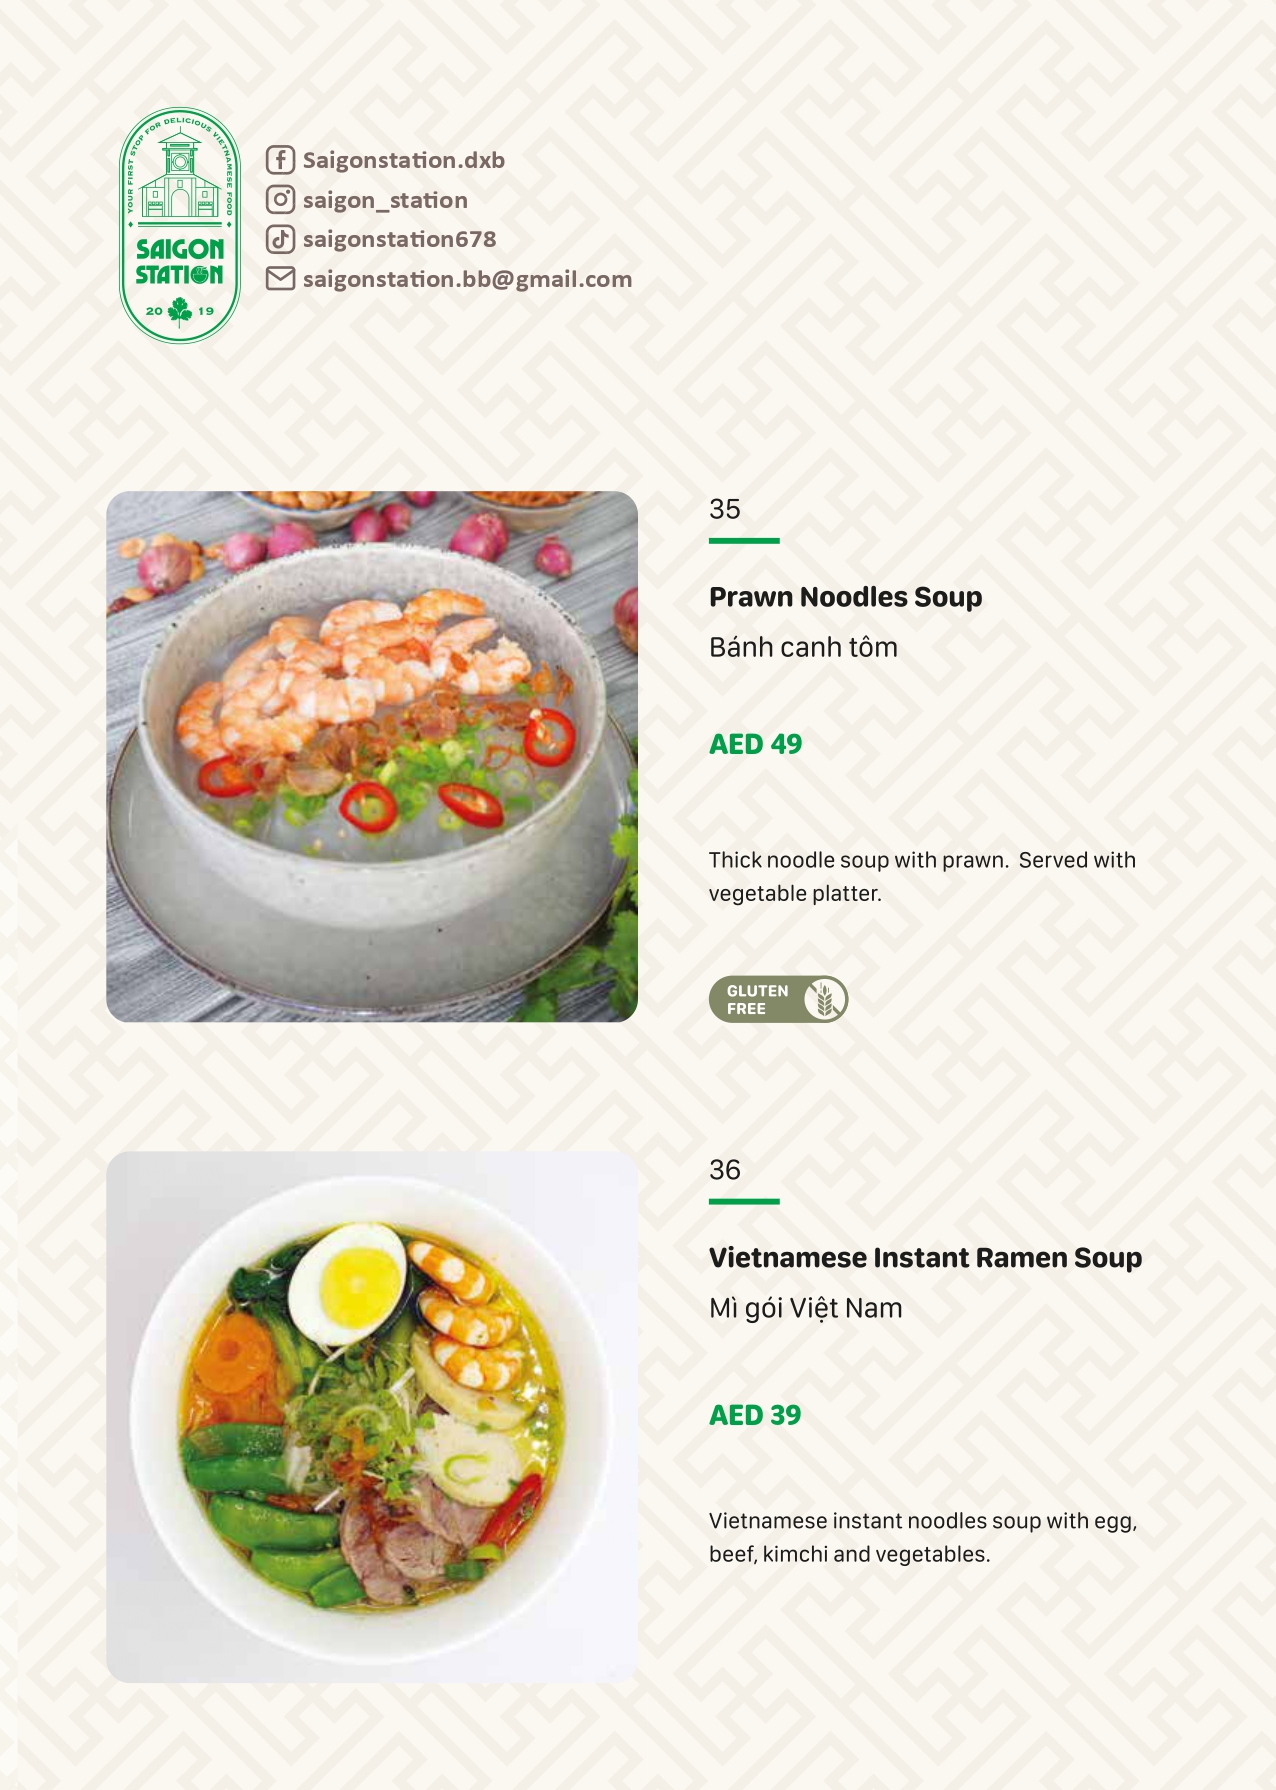 YOUR FIRST STOP FOR DELICIOUS VIETNAMESE FOOD
SAIGON
STATION
20 19
Saigonstation.dxb
saigon_station
saigonstation678
saigonstation.bb@gmail.com
35
Prawn Noodles Soup
Bánh canh tôm
AED 49
Thick noodle soup with prawn.  Served with
vegetable platter.
GLUTEN
FREE
36
Vietnamese Instant Ramen Soup
Mì gói Việt Nam
AED 39
Vietnamese instant noodles soup with egg,
beef, kimchi and vegetables.